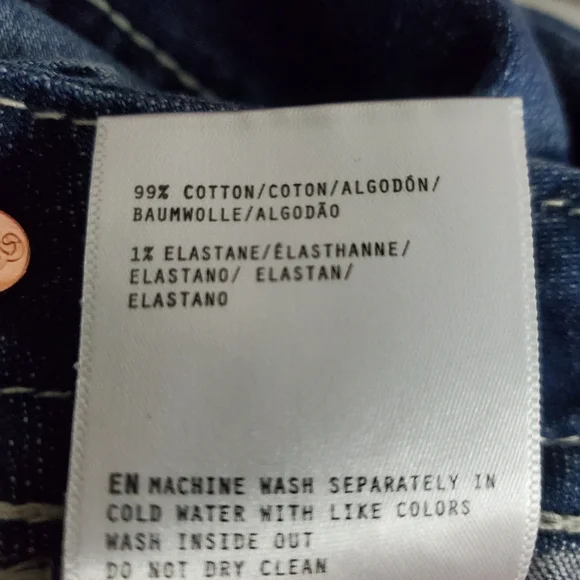 99% COTTON/COTON/ALGODÓN/
BAUMWOLLE/ALGODÃO
1% ELASTANE/ÉLASTHANNE/
ELASTANO/ ELASTAN/
ELASTANO
EN MACHINE WASH SEPARATELY IN
COLD WATER WITH LIKE COLORS
WASH INSIDE OUT
DO NOT DRY CLEAN